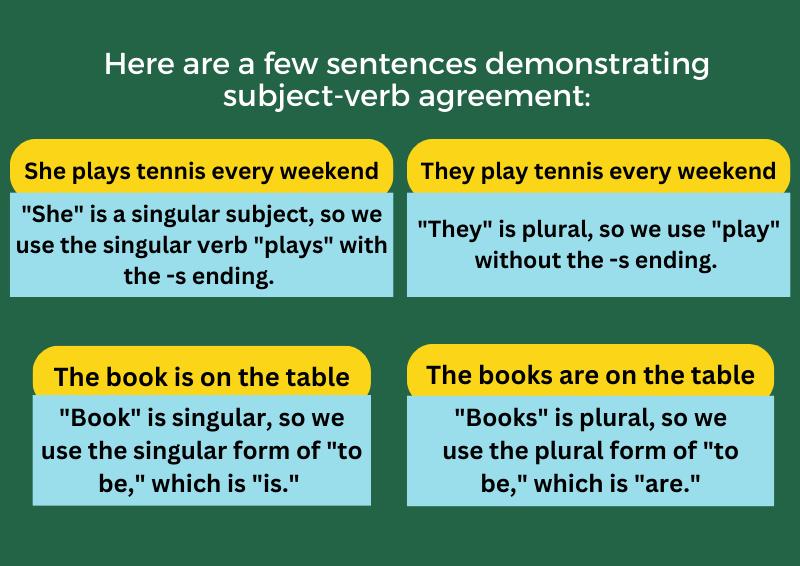 Here are a few sentences demonstrating
subject-verb agreement:
She plays tennis every weekend
"She" is a singular subject, so we
use the singular verb "plays" with
the -s ending.
They play tennis every weekend
"They" is plural, so we use "play"
without the -s ending.
The book is on the table
"Book" is singular, so we
use the singular form of "to
be," which is "is."
The books are on the table
"Books" is plural, so we
use the plural form of "to
be," which is "are."